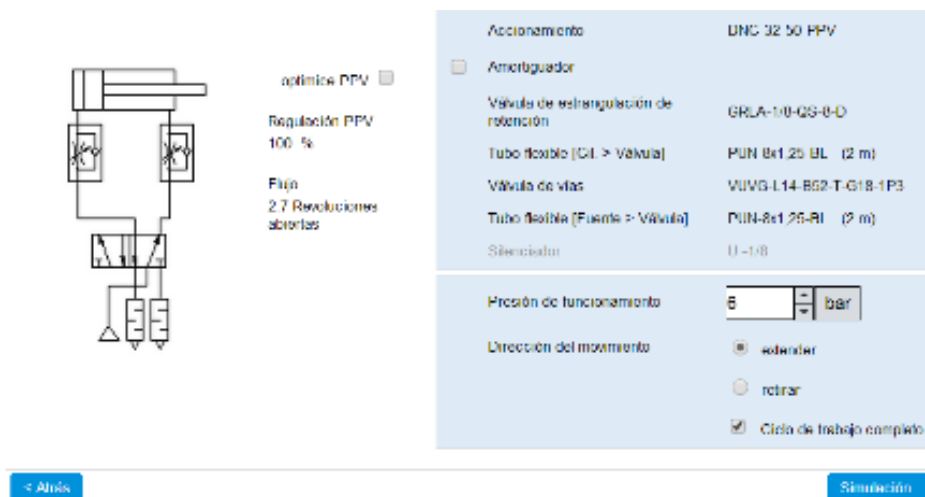 optimice PPV
Regulación PPV
100 %
Flujo
2.7 Revoluciones
abiertas
Accionamiento
DNC 32 50 PPV
Amortiguador
Válvula de estrangulación de
retención
GRLA-1/8-QS-8-D
Tubo flexible [Cil. > Válvula]
PUN 8x1,25 BL (2 m)
Válvula de vías
VUVG-L14-B52-T-G18-1P3
Tubo flexible [Fuente > Válvula]
PUN-8x1,25-BL (2 m)
Silenciador
U -1/8
Presión de funcionamiento
6
bar
Dirección del movimiento
extender
retirar
Ciclo de trabajo completo
< Atrás
Simulación